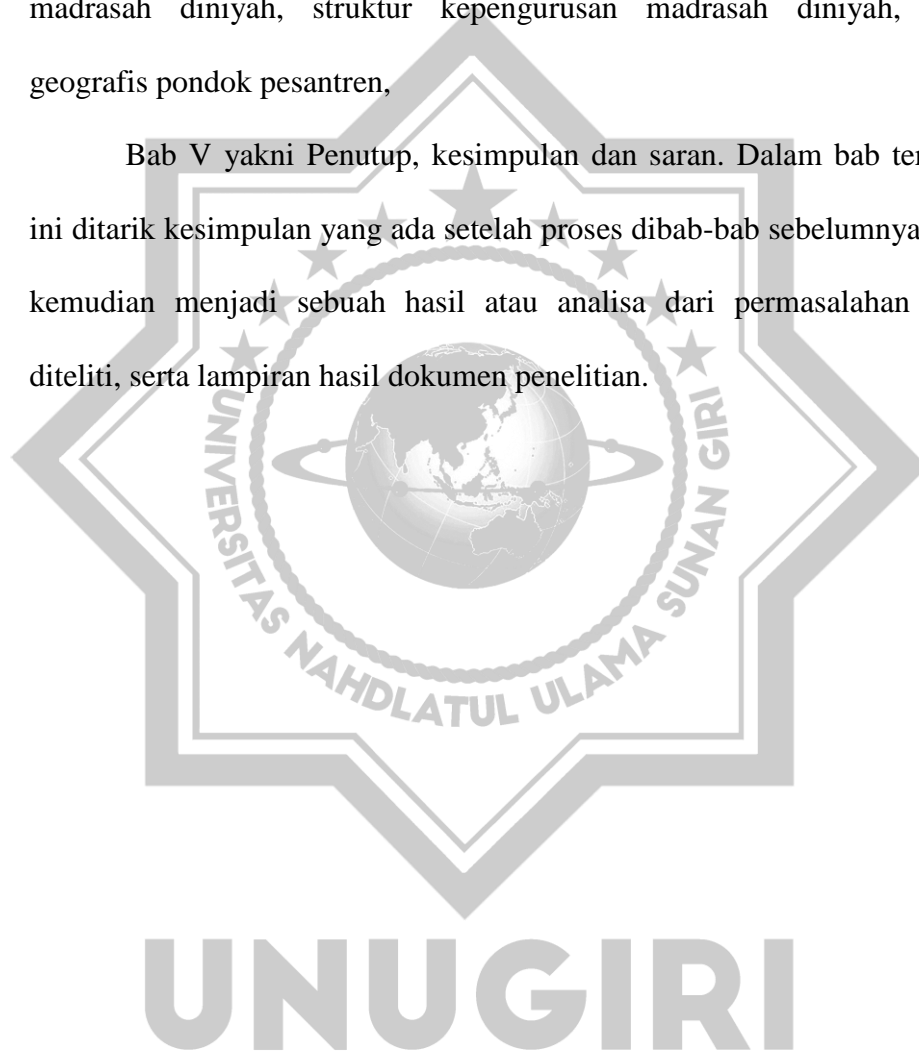 madrasah diniyah, struktur kepengurusan madrasah diniyah,
geografis pondok pesantren,
Bab V yakni Penutup, kesimpulan dan saran. Dalam bab
ini ditarik kesimpulan yang ada setelah proses dibab-bab sebelumnya
kemudian menjadi sebuah hasil atau analisa dari permasalahan
diteliti, serta lampiran hasil dokumen penelitian.
UNIVERSITAS NAHDLATUL ULAMA SUNAN GIRI
UNUGIRI